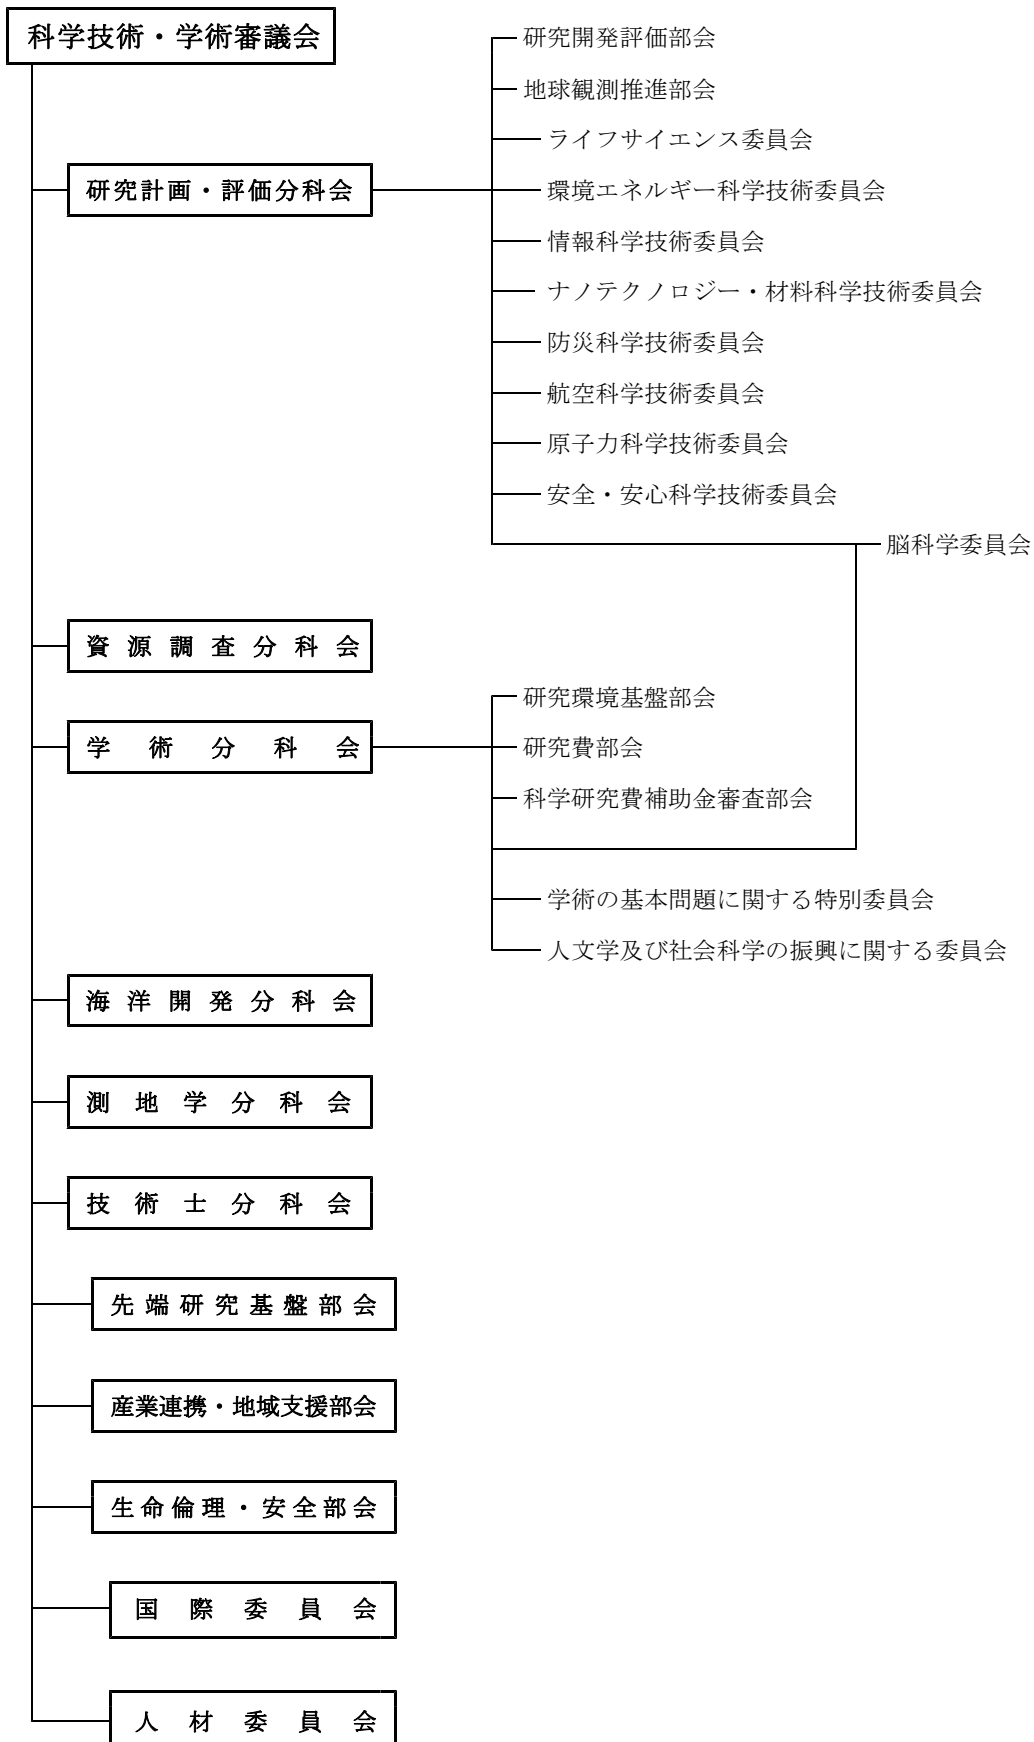 科学技術・学術審議会
研究開発評価部会
地球観測推進部会
ライフサイエンス委員会
研究計画・評価分科会
環境エネルギー科学技術委員会
情報科学技術委員会
ナノテクノロジー・材料科学技術委員会
防災科学技術委員会
航空科学技術委員会
原子力科学技術委員会
安全・安心科学技術委員会
脳科学委員会
資源調査分科会
研究環境基盤部会
学術分科会
研究費部会
科学研究費補助金審査部会
学術の基本問題に関する特別委員会
人文学及び社会科学の振興に関する委員会
海洋開発分科会
測地学分科会
技術士分科会
先端研究基盤部会
産業連携・地域支援部会
生命倫理・安全部会
国際委員会
人材委員会